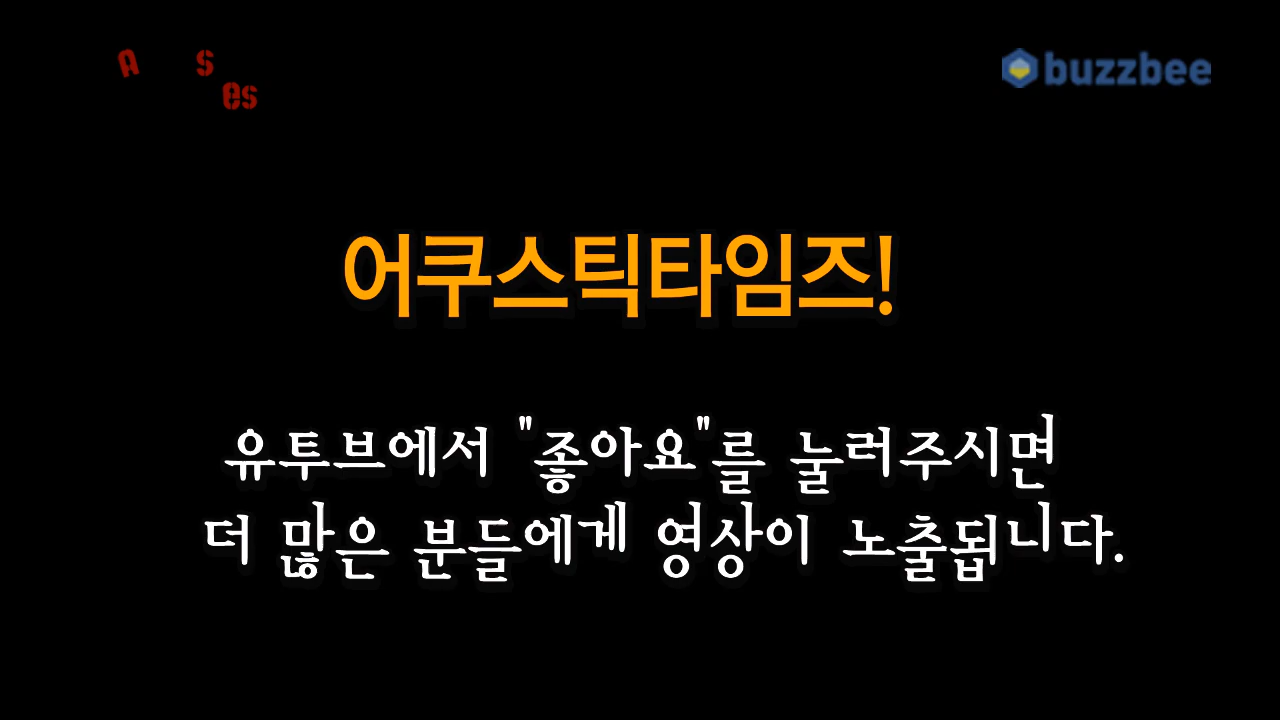 A s
es
buzzbee
어쿠스틱타임즈!
유투브에서 "좋아요"를 눌러주시면
더 많은 분들에게 영상이 노출됩니다.